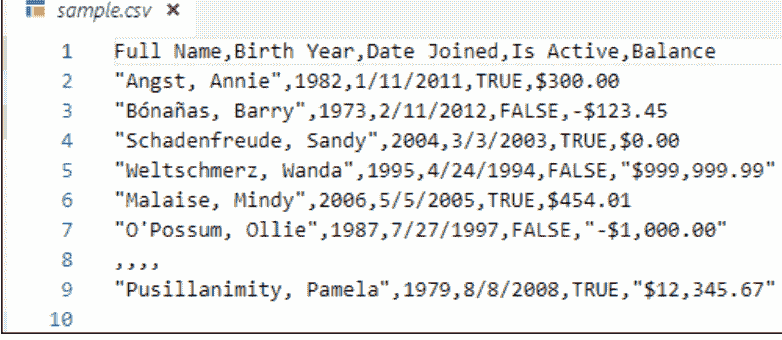 sample.csv ×
1 Full Name,Birth Year,Date Joined,Is Active,Balance
2 "Angst, Annie",1982,1/11/2011,TRUE,$300.00
3 "Bónañas, Barry",1973,2/11/2012,FALSE,-$123.45
4 "Schadenfreude, Sandy",2004,3/3/2003,TRUE,$0.00
5 "Weltschmerz, Wanda",1995,4/24/1994,FALSE,"$999,999.99"
6 "Malaise, Mindy",2006,5/5/2005,TRUE,$454.01
7 "O'Possum, Ollie",1987,7/27/1997,FALSE,"-$1,000.00"
8 ,,,,
9 "Pusillanimity, Pamela",1979,8/8/2008,TRUE,"$12,345.67"
10